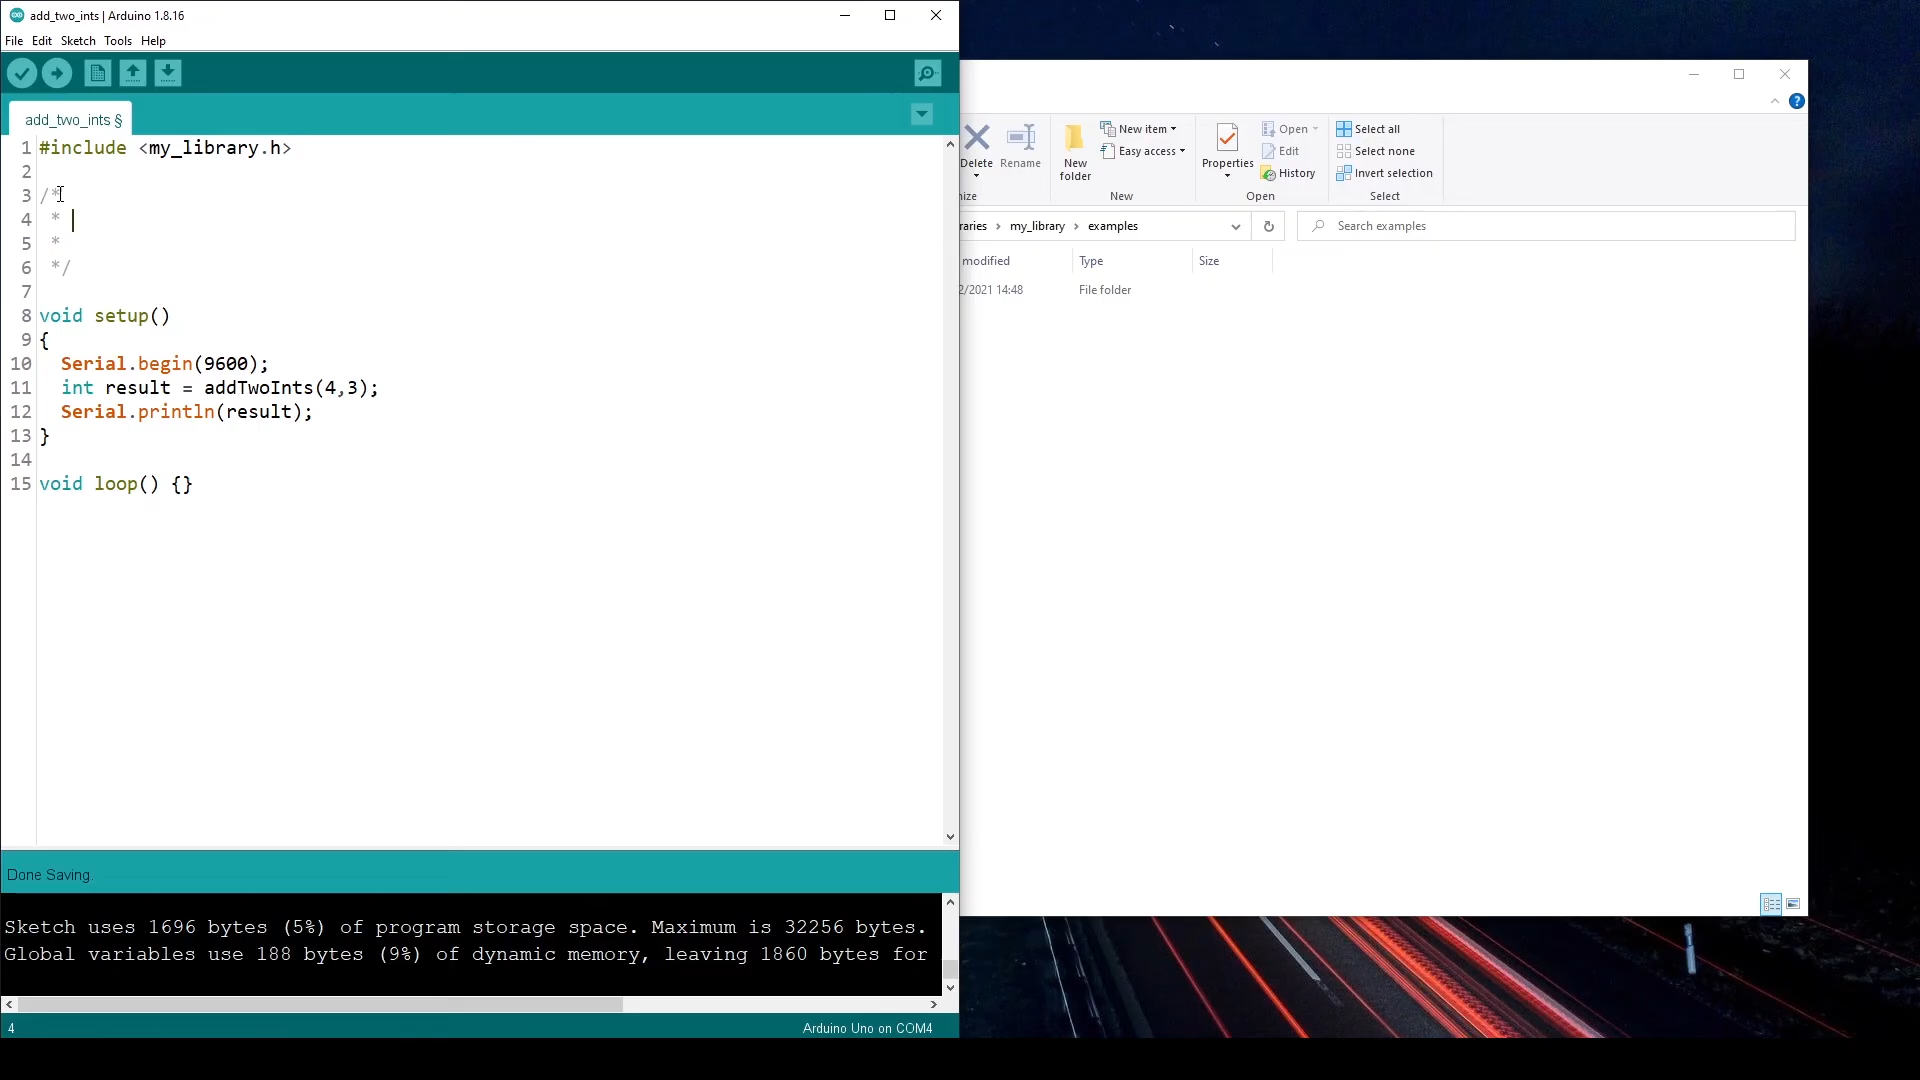 add_two_ints | Arduino 1.8.16
File Edit Sketch Tools Help
add_two_ints §
1 #include <my_library.h>
2
3 /*
4 *
5 *
6 */
7
8 void setup()
9 {
10 Serial.begin(9600);
11 int result = addTwoInts(4,3);
12 Serial.println(result);
13 }
14
15 void loop() {}
Done Saving.
Sketch uses 1696 bytes (5%) of program storage space. Maximum is 32256 bytes.
Global variables use 188 bytes (9%) of dynamic memory, leaving 1860 bytes for
4 Arduino Uno on COM4
Delete Rename New folder New item Easy access Properties Open Edit History Select all Select none Invert selection
nize New Open Select
raries > my_library > examples Search examples
modified Type Size
2/2021 14:48 File folder